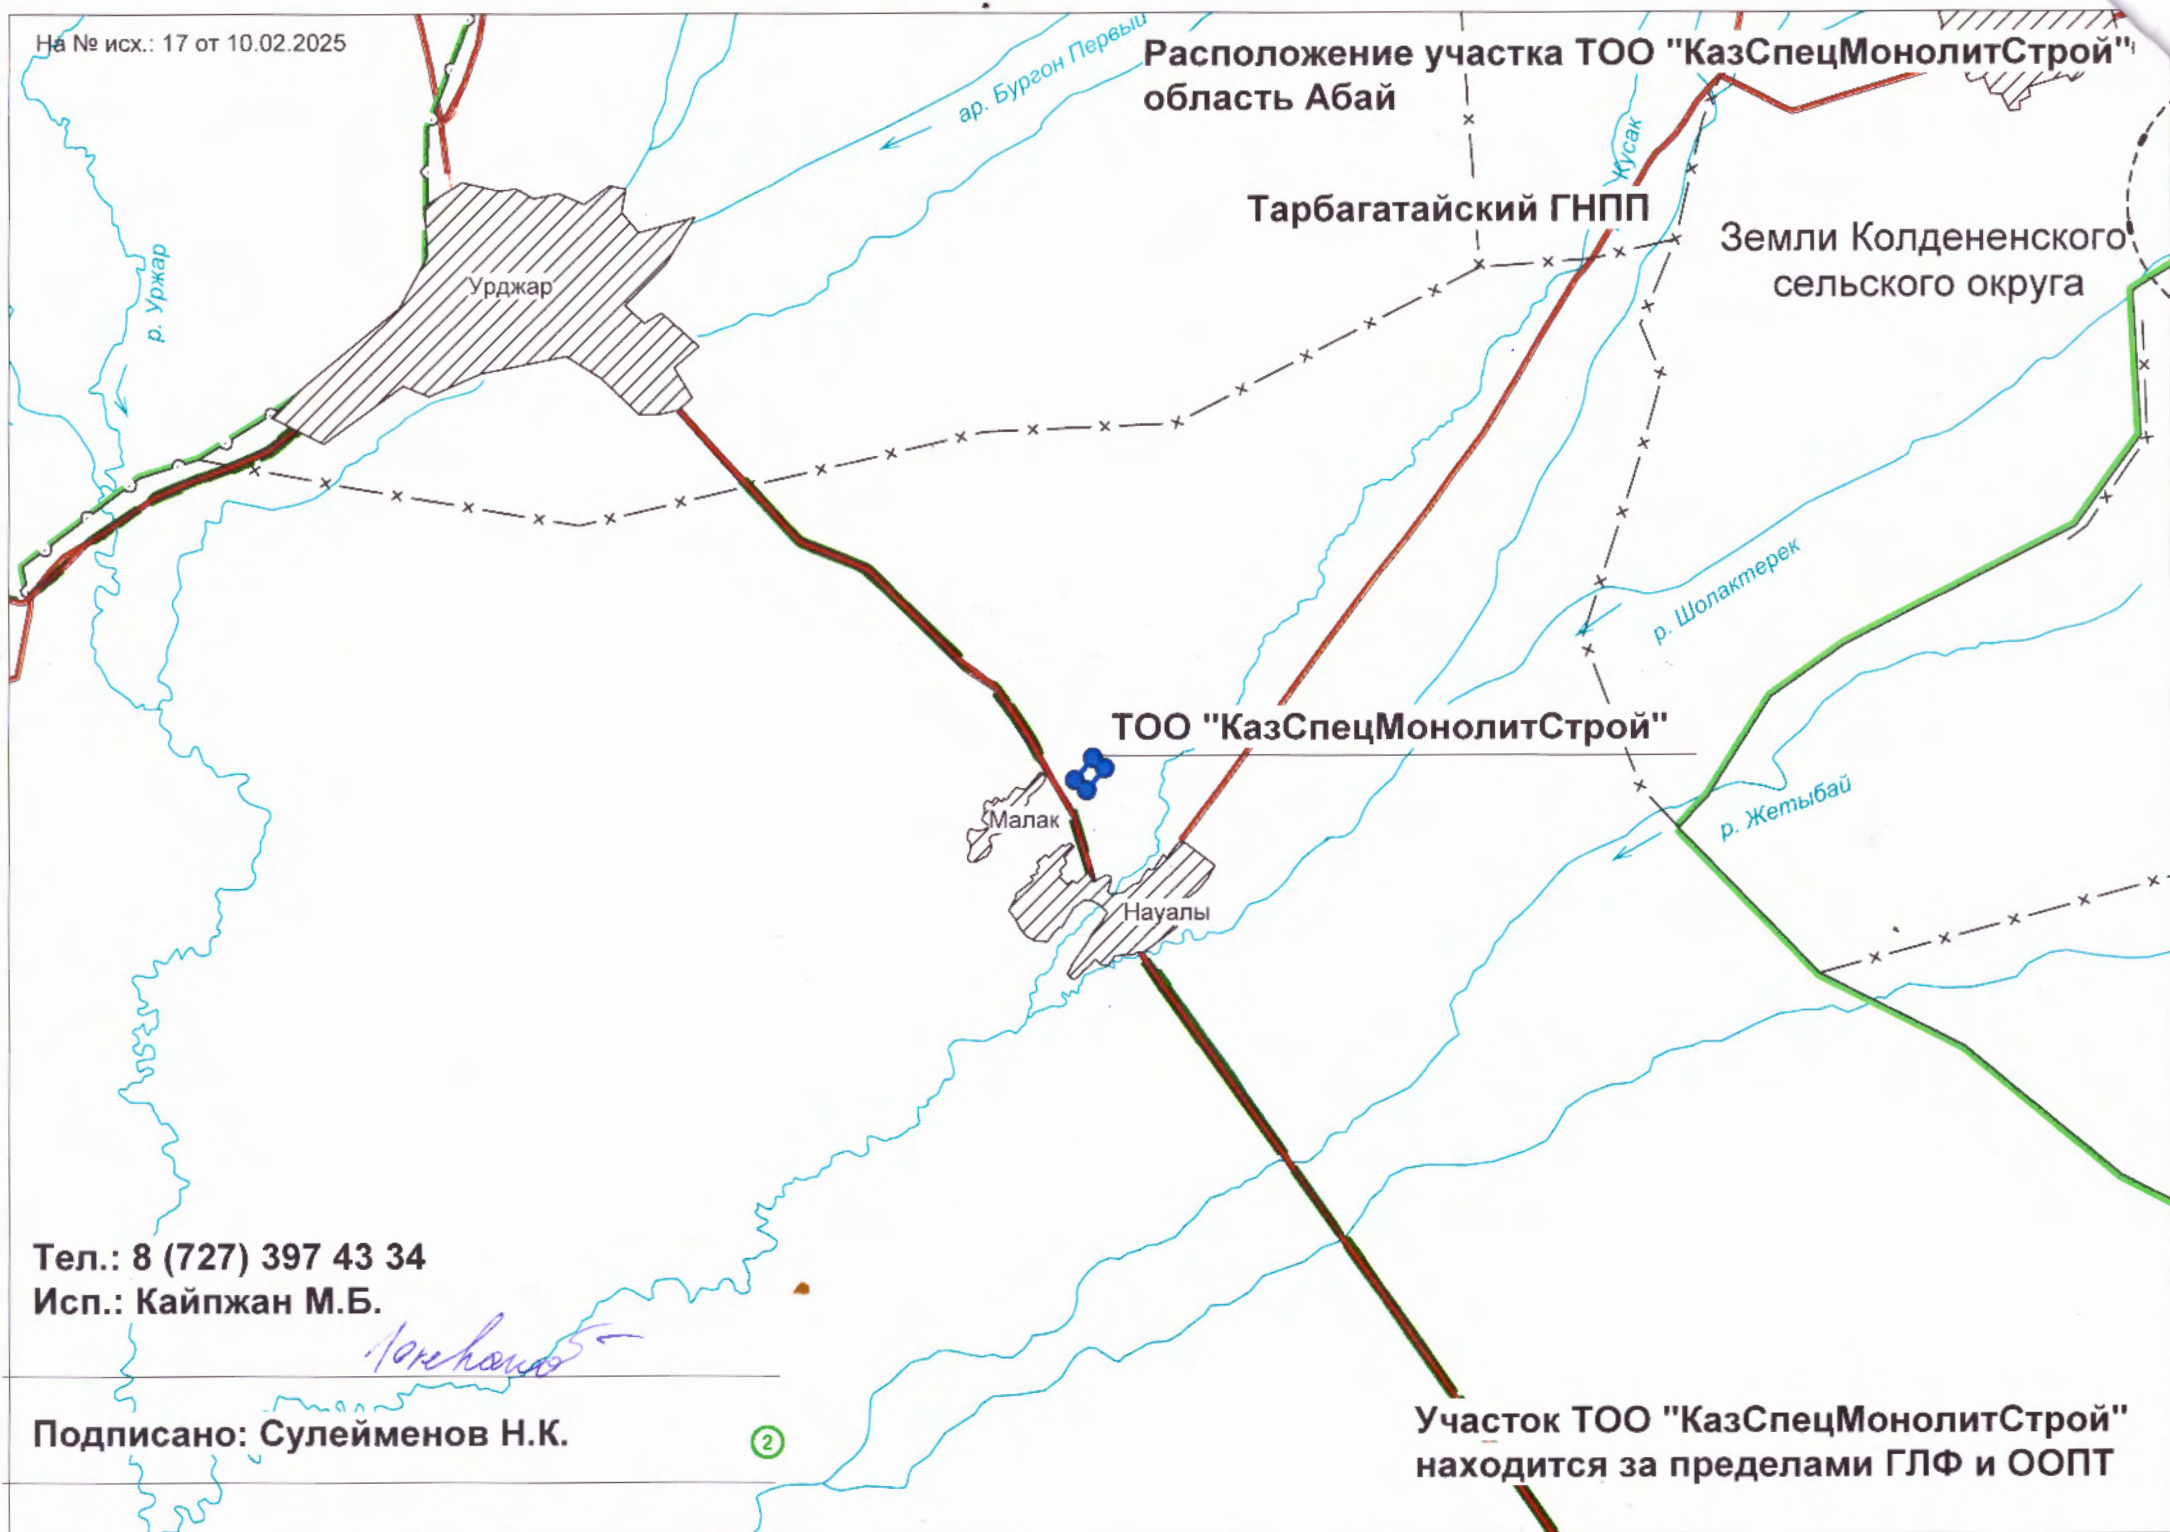 На № исх.: 17 от 10.02.2025
Расположение участка ТОО "КазСпецМонолитСтрой"
область Абай
ар. Бургон Первый
Кусак
Тарбагатайский ГНПП
Земли Колдененского
сельского округа
р. Уржар
Урджар
р. Шолактерек
ТОО "КазСпецМонолитСтрой"
р. Жетыбай
Малак
Науалы
Тел.: 8 (727) 397 43 34
Исп.: Кайпжан М.Б.
Подписано: Сулейменов Н.К.
2
Участок ТОО "КазСпецМонолитСтрой"
находится за пределами ГЛФ и ООПТ